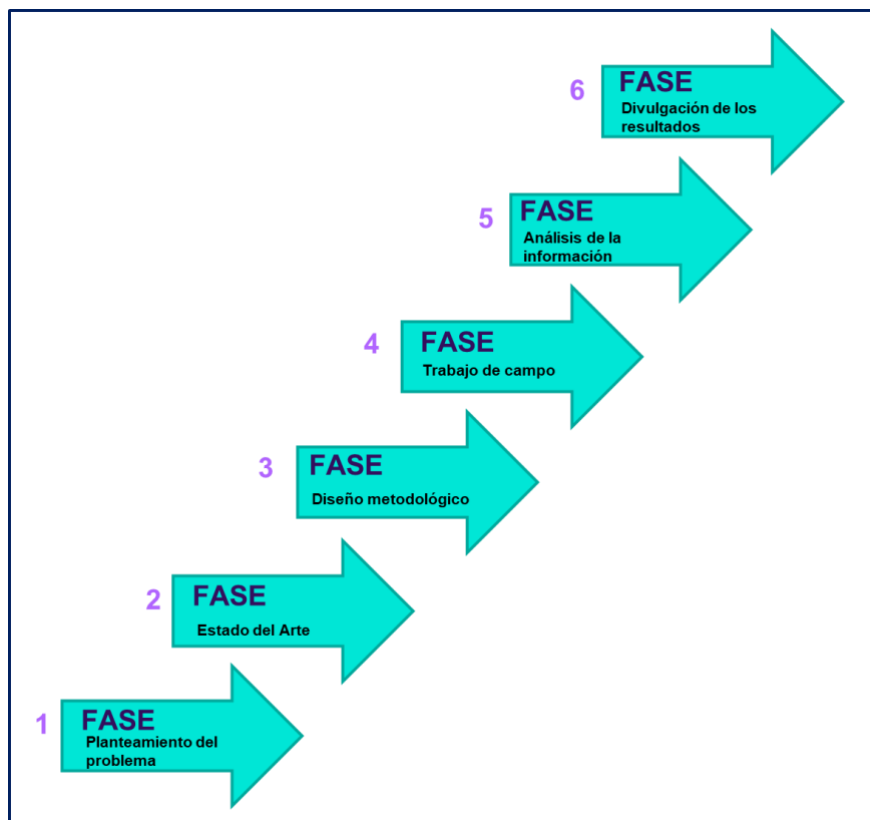 6
FASE
Divulgación de los
resultados
5
FASE
Análisis de la
información
4
FASE
Trabajo de campo
3
FASE
Diseño metodológico
2
FASE
Estado del Arte
1
FASE
Planteamiento del
problema